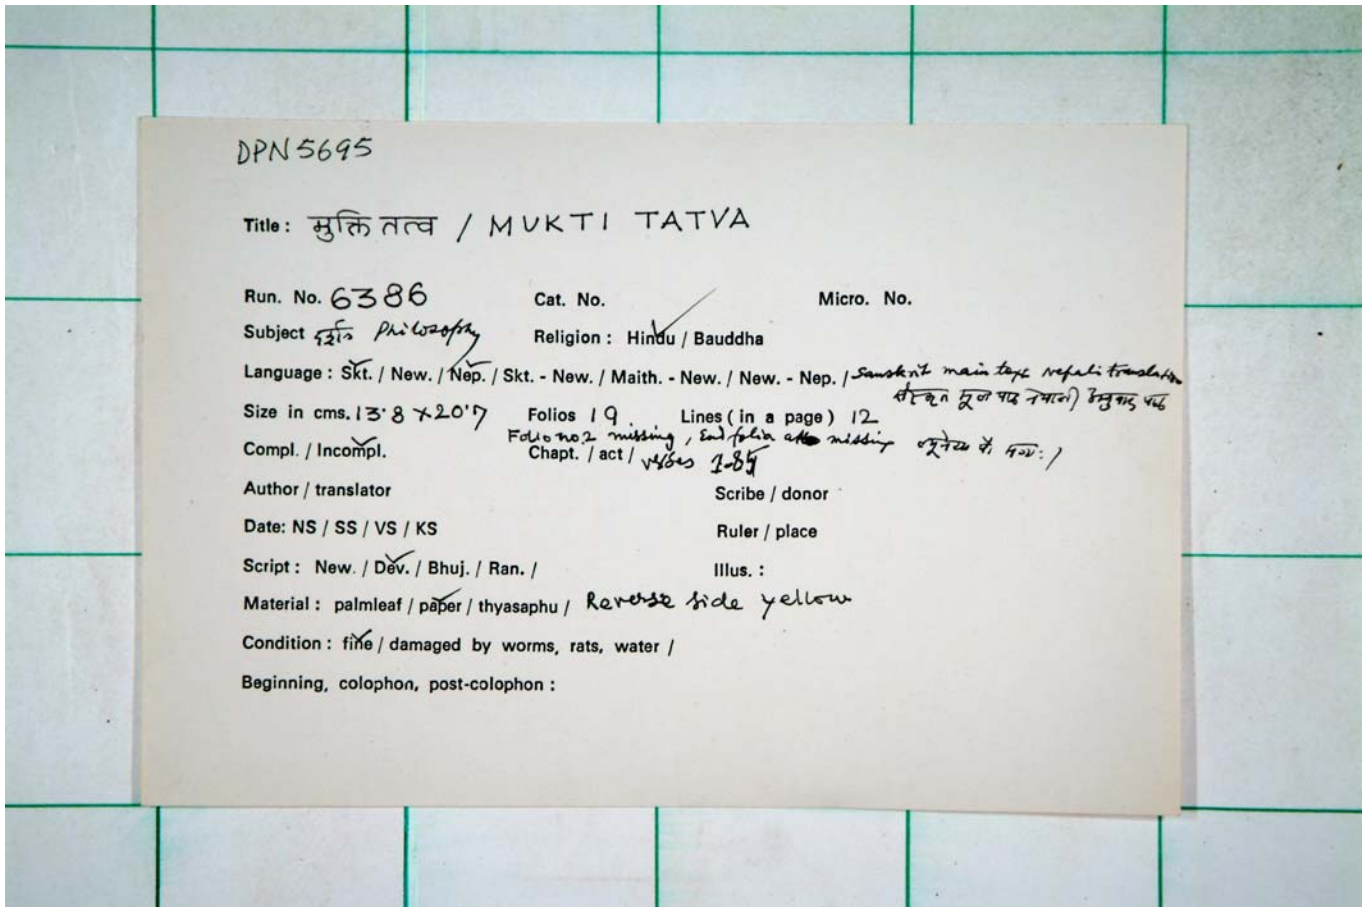 DPN 5695
Title : मुक्ति तत्व / MUKTI TATVA
Run. No. 6386 Cat. No. Micro. No.
Subject दर्शन Philosophy Religion : Hindu / Bauddha
Language : Skt. / New. / Nep. / Skt. - New. / Maith. - New. / New. - Nep. / Sanskrit main text nepali translation
संस्कृत मूल पाठ नेपाली अनुवाद पाठ
Size in cms. 13.8 × 20.7 Folios 19 Lines ( in a page ) 12
Folio no. 2 missing, End folia missing
Compl. / Incompl. Chapt. / act / verses 1-85
Author / translator Scribe / donor
Date: NS / SS / VS / KS Ruler / place
Script : New. / Dev. / Bhuj. / Ran. / Illus. :
Material : palmleaf / paper / thyasaphu / Reverse side yellow
Condition : fine / damaged by worms, rats, water /
Beginning, colophon, post-colophon :